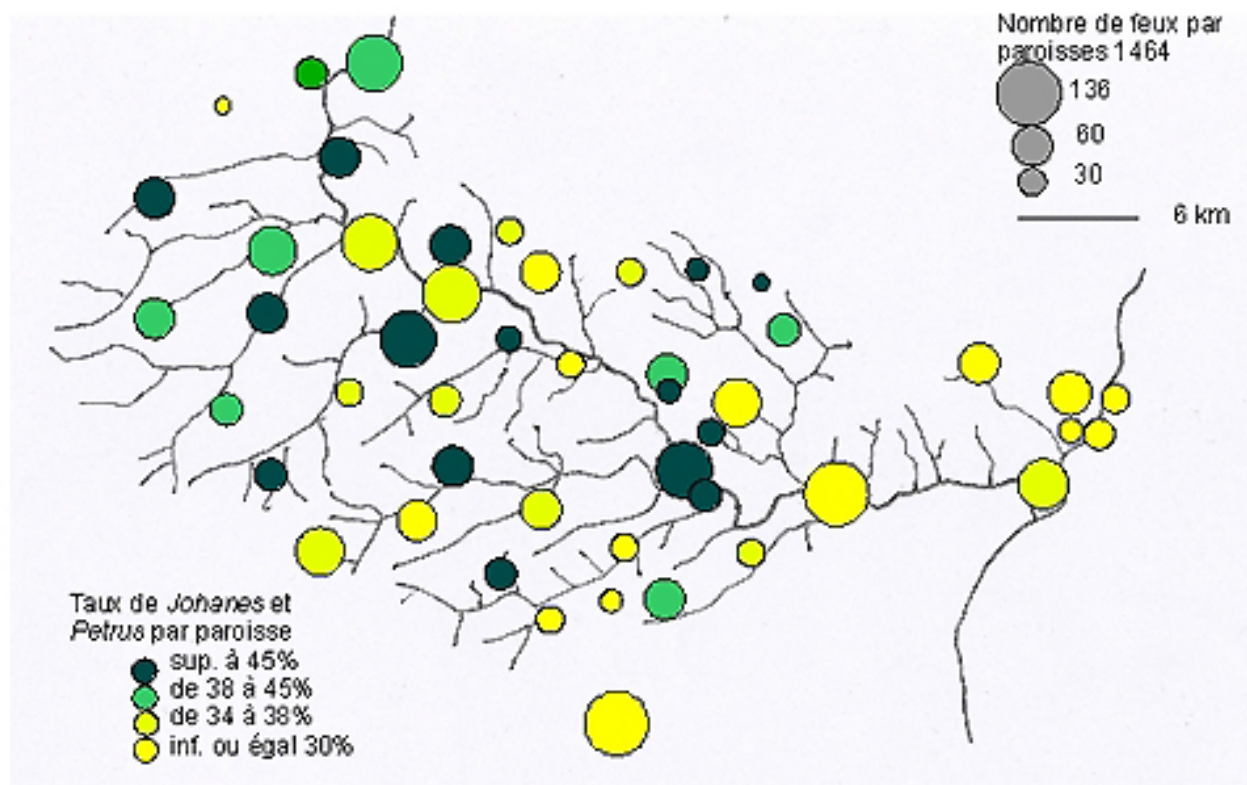 Nombre de feux par
paroisses 1464
136
60
30
6 km
Taux de Johanes et
Petrus par paroisse
sup. à 45%
de 38 à 45%
de 34 à 38%
inf. ou égal 30%